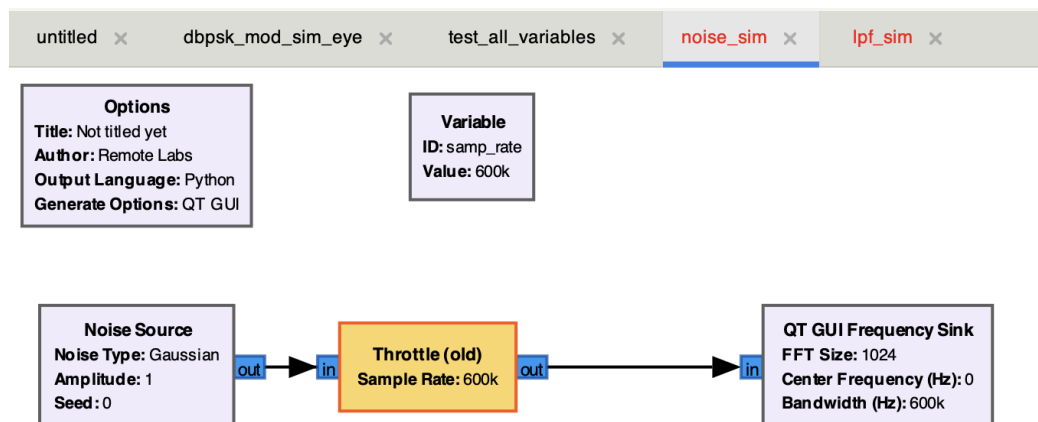 untitled × dbpsk_mod_sim_eye × test_all_variables × noise_sim × lpf_sim ×
Options
Title: Not titled yet
Author: Remote Labs
Output Language: Python
Generate Options: QT GUI
Variable
ID: samp_rate
Value: 600k
Noise Source
Noise Type: Gaussian
Amplitude: 1
Seed: 0
out
in
Throttle (old)
Sample Rate: 600k
out
in
QT GUI Frequency Sink
FFT Size: 1024
Center Frequency (Hz): 0
Bandwidth (Hz): 600k